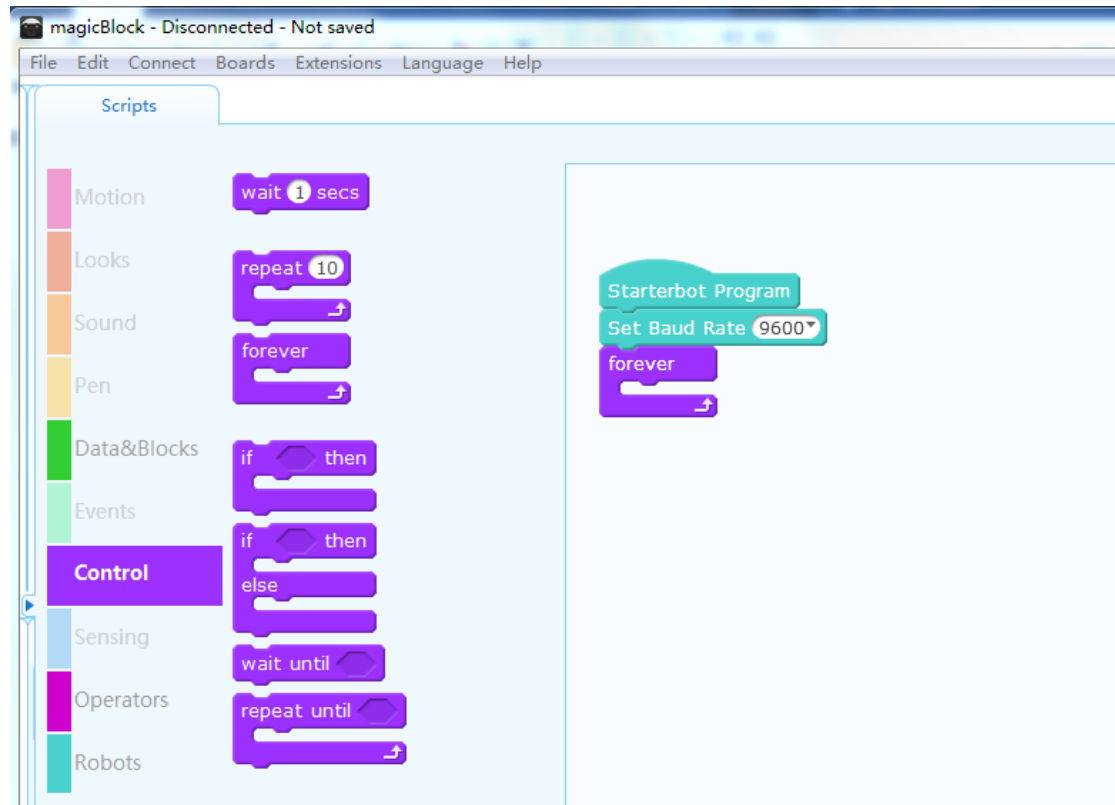 magicBlock - Disconnected - Not saved
File Edit Connect Boards Extensions Language Help
Scripts
Motion
Looks
Sound
Pen
Data&Blocks
Events
Control
Sensing
Operators
Robots
wait 1 secs
repeat 10
forever
if then
if then
else
wait until
repeat until
Starterbot Program
Set Baud Rate 9600
forever